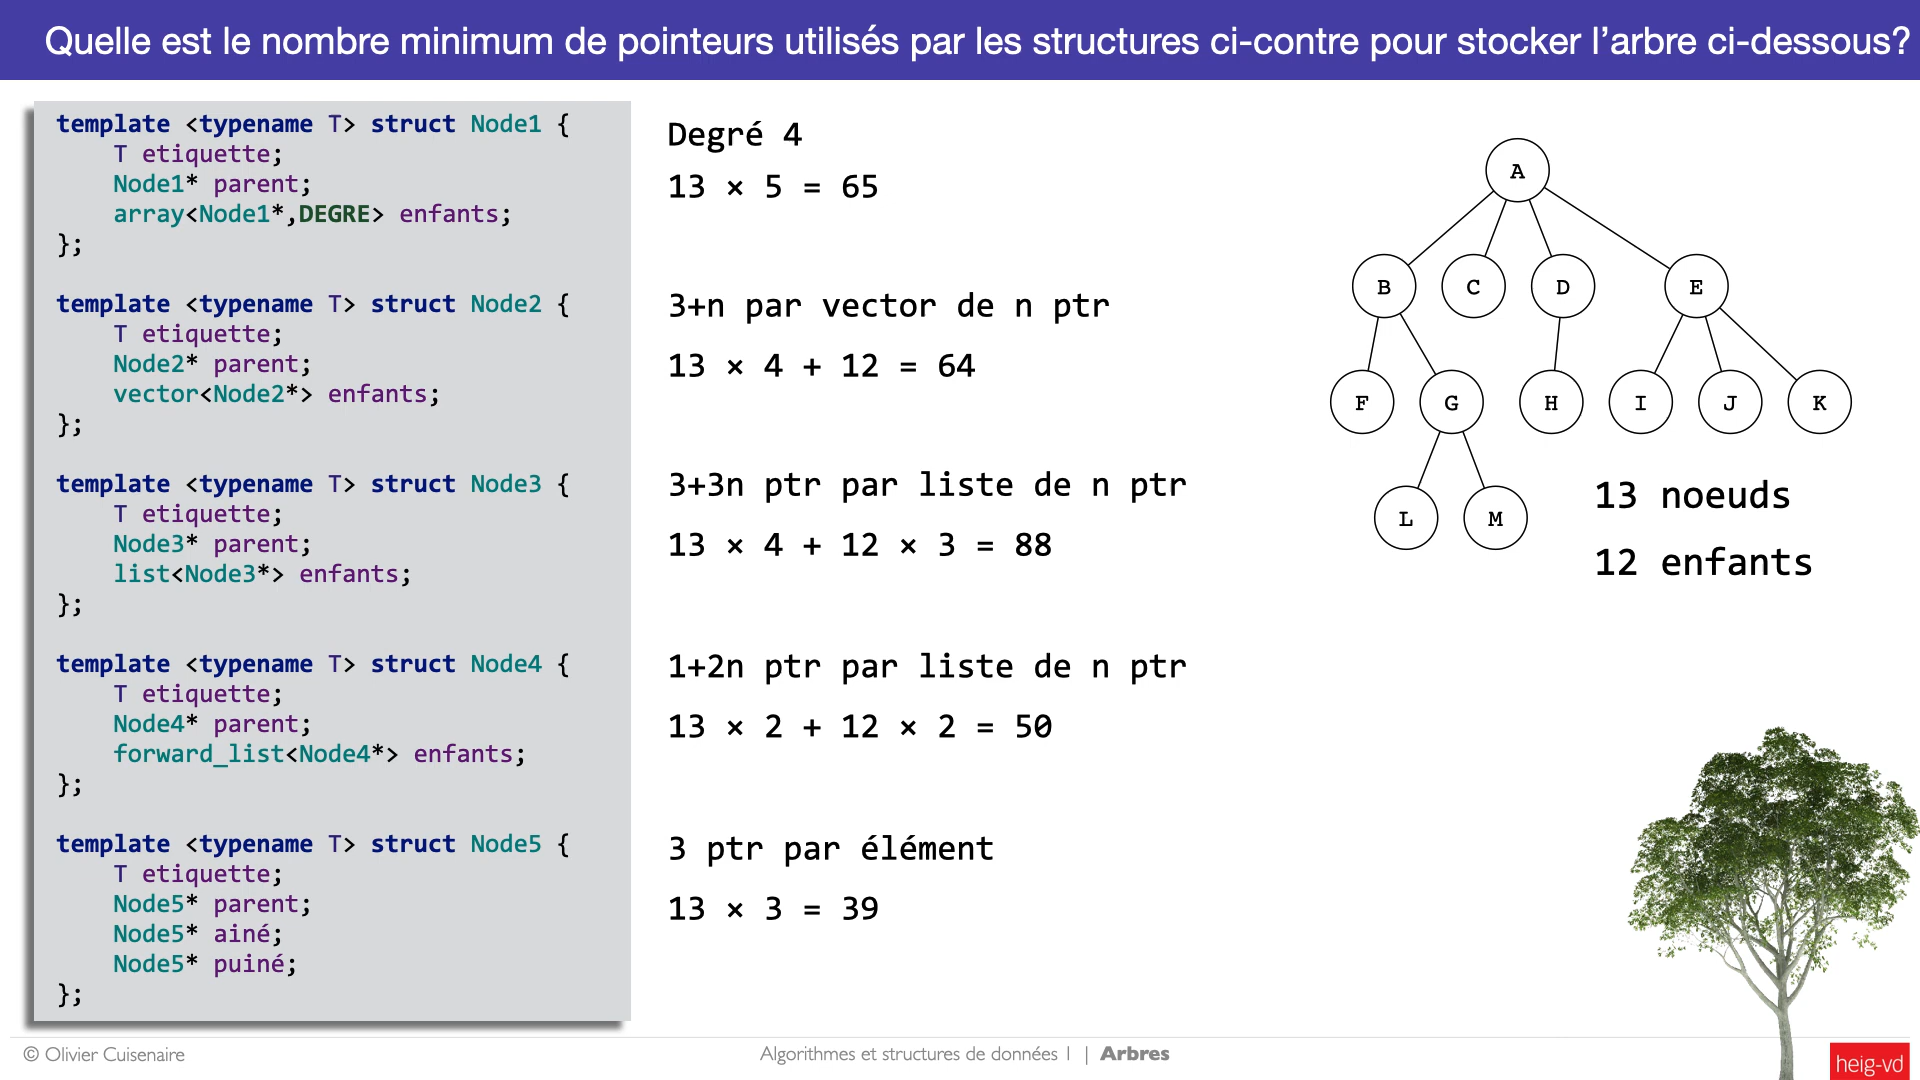 Quelle est le nombre minimum de pointeurs utilisés par les structures ci-contre pour stocker l’arbre ci-dessous?
template <typename T> struct Node1 {
T etiquette;
Node1* parent;
array<Node1*,DEGRE> enfants;
};
template <typename T> struct Node2 {
T etiquette;
Node2* parent;
vector<Node2*> enfants;
};
template <typename T> struct Node3 {
T etiquette;
Node3* parent;
list<Node3*> enfants;
};
template <typename T> struct Node4 {
T etiquette;
Node4* parent;
forward_list<Node4*> enfants;
};
template <typename T> struct Node5 {
T etiquette;
Node5* parent;
Node5* ainé;
Node5* puiné;
};
Degré 4
13 × 5 = 65
3+n par vector de n ptr
13 × 4 + 12 = 64
3+3n ptr par liste de n ptr
13 × 4 + 12 × 3 = 88
1+2n ptr par liste de n ptr
13 × 2 + 12 × 2 = 50
3 ptr par élément
13 × 3 = 39
A
B C D E
F G H I J K
L M
13 noeuds
12 enfants
© Olivier Cuisenaire
Algorithmes et structures de données 1 | Arbres
heig-vd